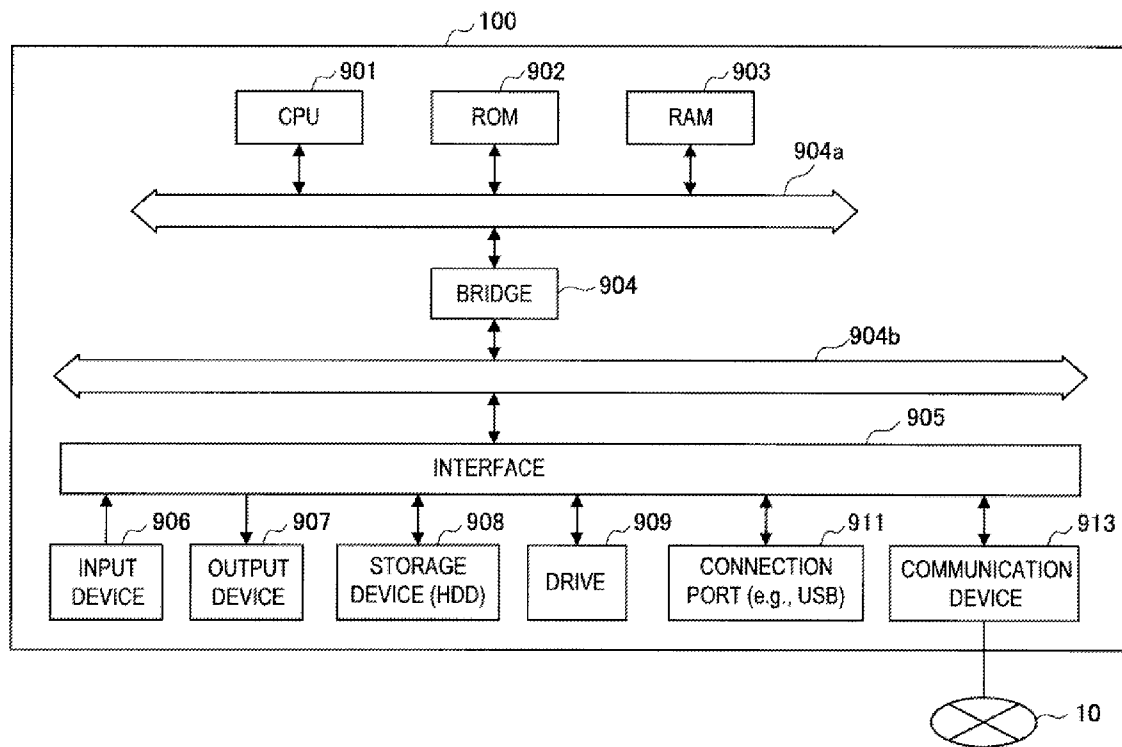 100
901
902
903
CPU
ROM
RAM
904a
BRIDGE
904
904b
905
INTERFACE
906
907
908
909
911
913
INPUT
DEVICE
OUTPUT
DEVICE
STORAGE
DEVICE (HDD)
DRIVE
CONNECTION
PORT (e.g., USB)
COMMUNICATION
DEVICE
10